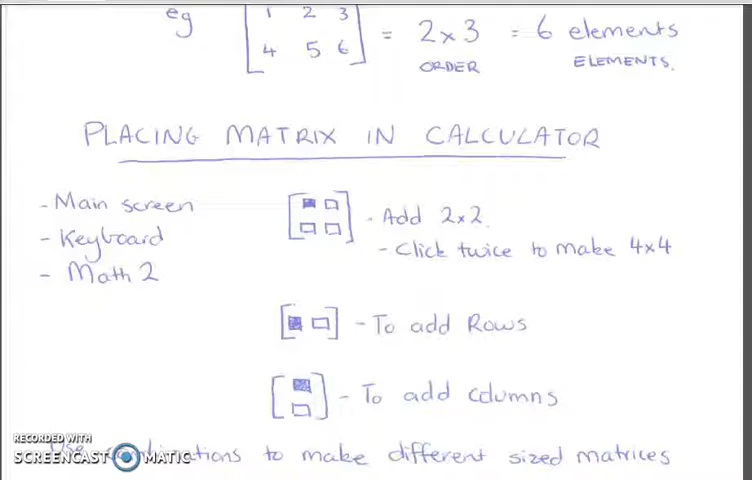 eg [1 2 3 = 2x3 = 6 elements
4 5 6] ORDER ELEMENTS.
PLACING MATRIX IN CALCULATOR
- Main screen
- Keyboard
- Math 2
- Add 2x2.
- Click twice to make 4x4
- To add Rows
- To add columns
Use combinations to make different sized matrices
RECORDED WITH
SCREENCAST MATIC